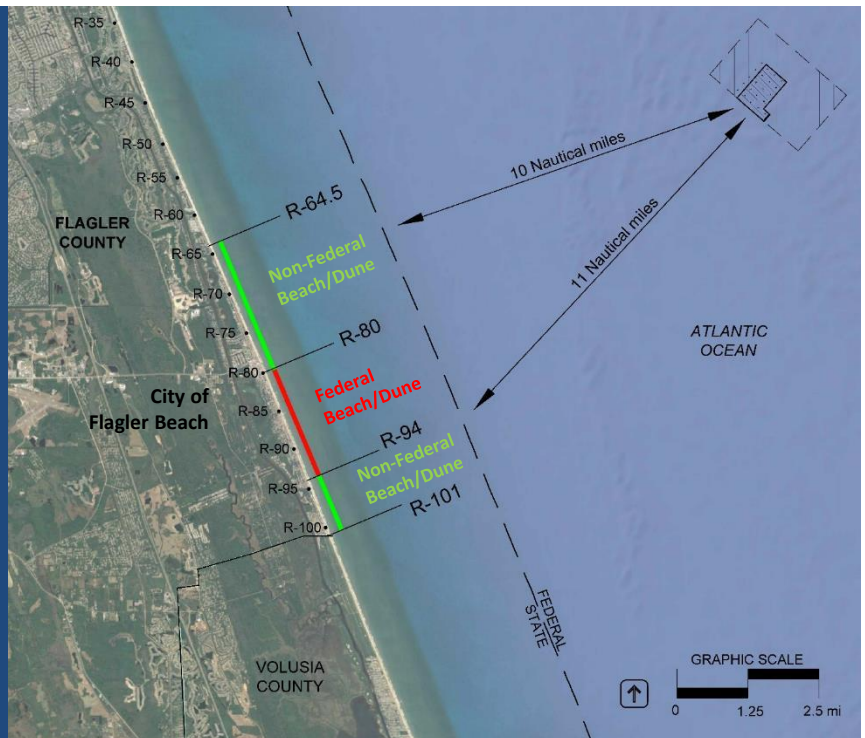 R-35
R-40
R-45
R-50
R-55
R-60
FLAGLER
COUNTY
R-65
R-70
R-75
R-80
City of
Flagler Beach
R-85
R-90
R-95
R-100
R-64.5
Non-Federal
Beach/Dune
R-80
Federal
Beach/Dune
R-94
Non-Federal
Beach/Dune
R-101
10 Nautical miles
11 Nautical miles
ATLANTIC
OCEAN
FEDERAL
STATE
VOLUSIA
COUNTY
GRAPHIC SCALE
0 1.25 2.5 mi